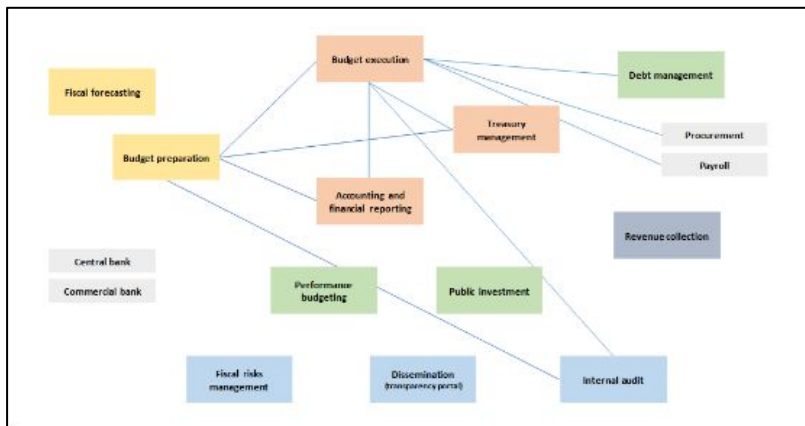 Budget execution
Debt management
Fiscal forecasting
Treasury
management
Procurement
Budget preparation
Payroll
Accounting and
financial reporting
Revenue collection
Central bank
Commercial bank
Performance
budgeting
Public investment
Fiscal risks
management
Dissemination
(transparency portal)
Internal audit